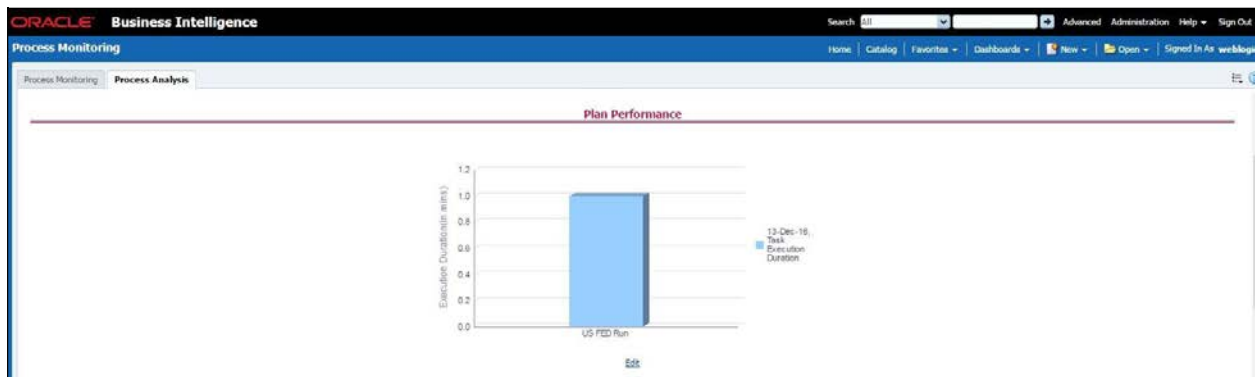 ORACLE Business Intelligence
Search All Advanced Administration Help Sign Out
Process Monitoring
Home Catalog Favorites Dashboards New Open Signed In As weblogi
Process Monitoring Process Analysis
Plan Performance
Execution Duration(in mins)
1.2
1.0
0.8
0.6
0.4
0.2
0.0
US FED Run
13-Dec-16,
Task
Execution
Duration
Edit